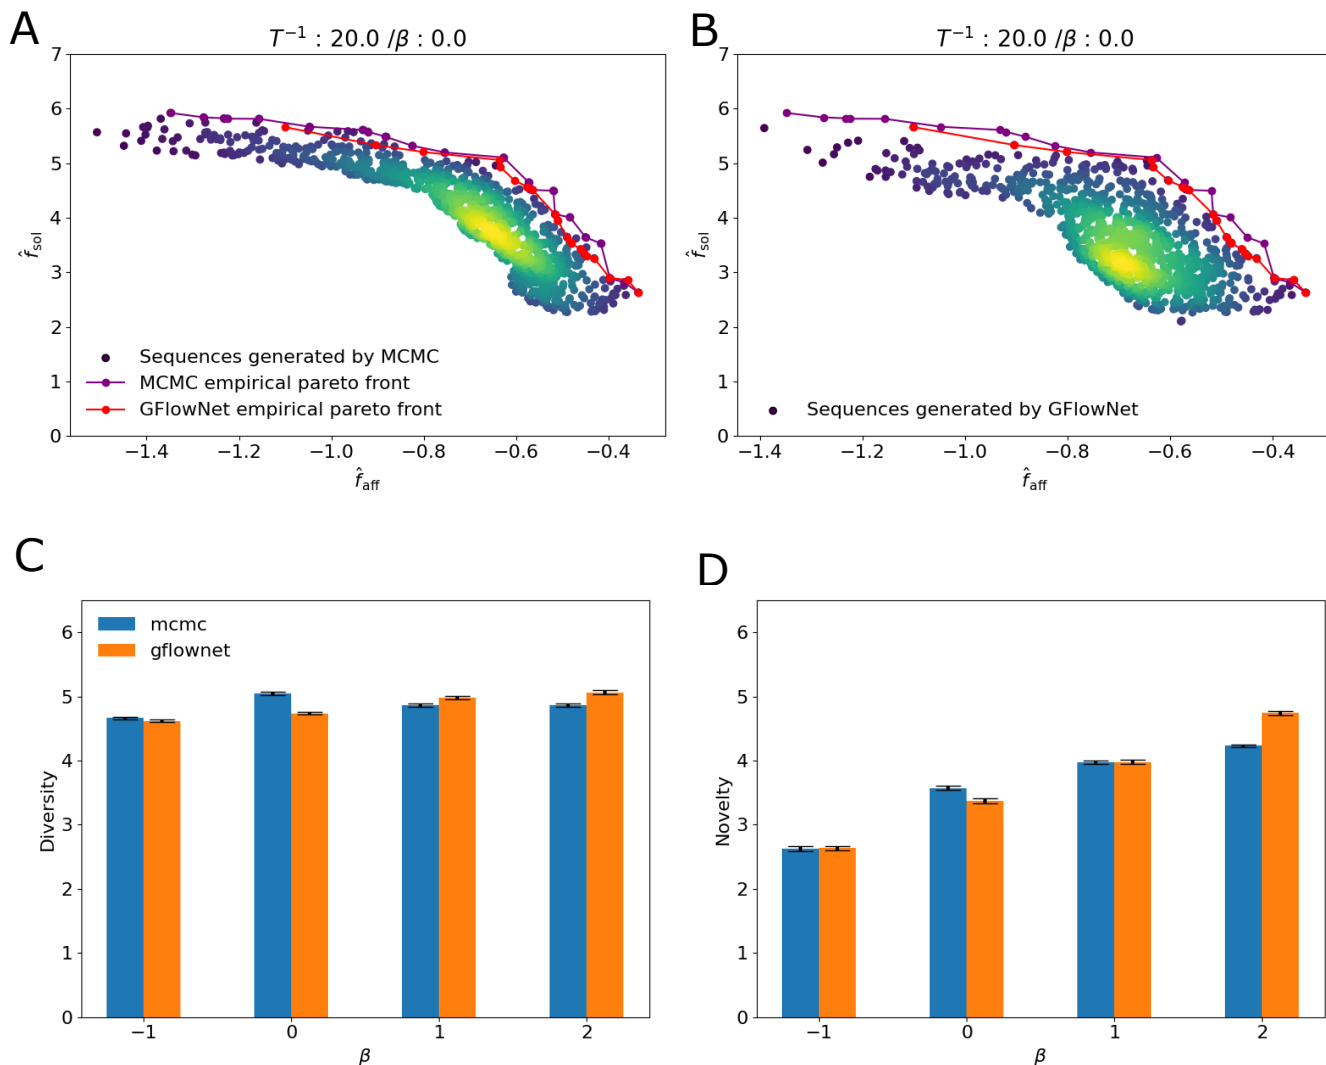 A
T⁻¹ : 20.0 /β : 0.0
7
6
5
4
3
2
1
0
f̂sol
−1.4 −1.2 −1.0 −0.8 −0.6 −0.4
f̂aff
Sequences generated by MCMC
MCMC empirical pareto front
GFlowNet empirical pareto front
B
T⁻¹ : 20.0 /β : 0.0
7
6
5
4
3
2
1
0
f̂sol
−1.4 −1.2 −1.0 −0.8 −0.6 −0.4
f̂aff
Sequences generated by GFlowNet
C
mcmc
gflownet
6
5
4
3
2
1
0
Diversity
−1 0 1 2
β
D
6
5
4
3
2
1
0
Novelty
−1 0 1 2
β